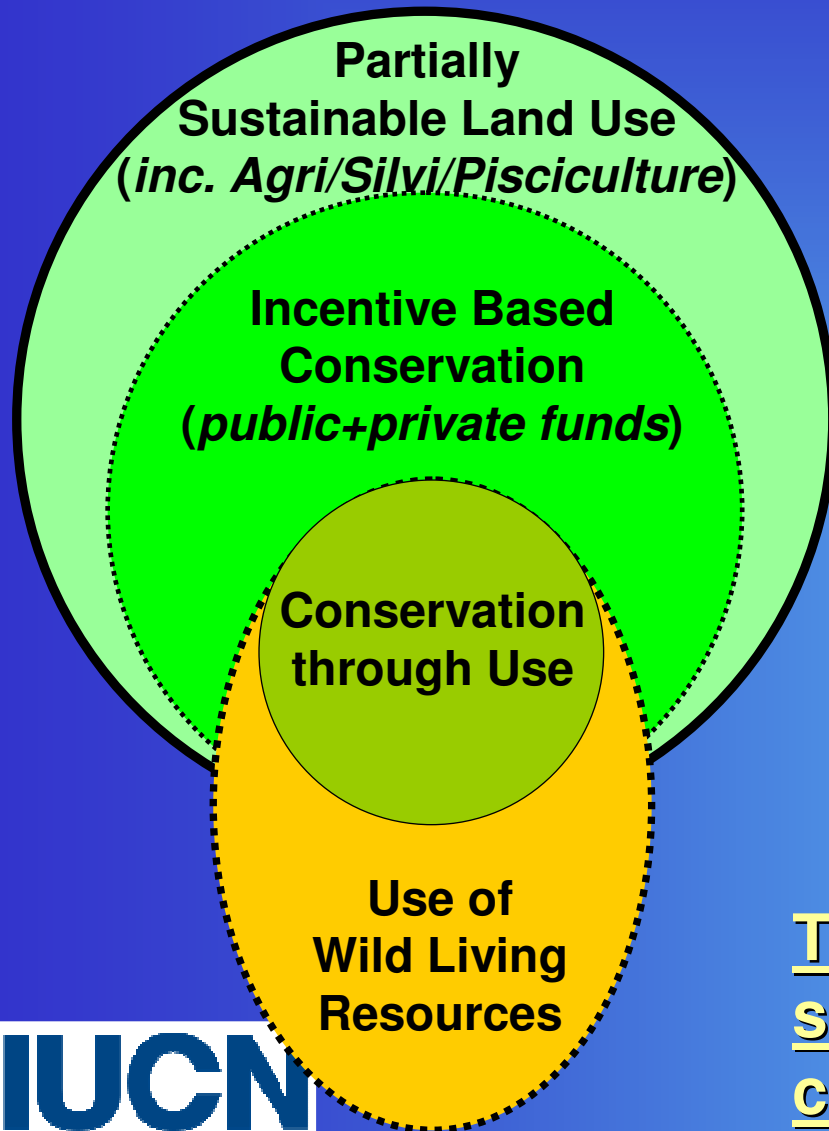 Partially
Sustainable Land Use
(inc. Agri/Silvi/Pisciculture)
Incentive Based
Conservation
(public+private funds)
Conservation
through Use
Use of
Wild Living
Resources
IUCN
T
s
c